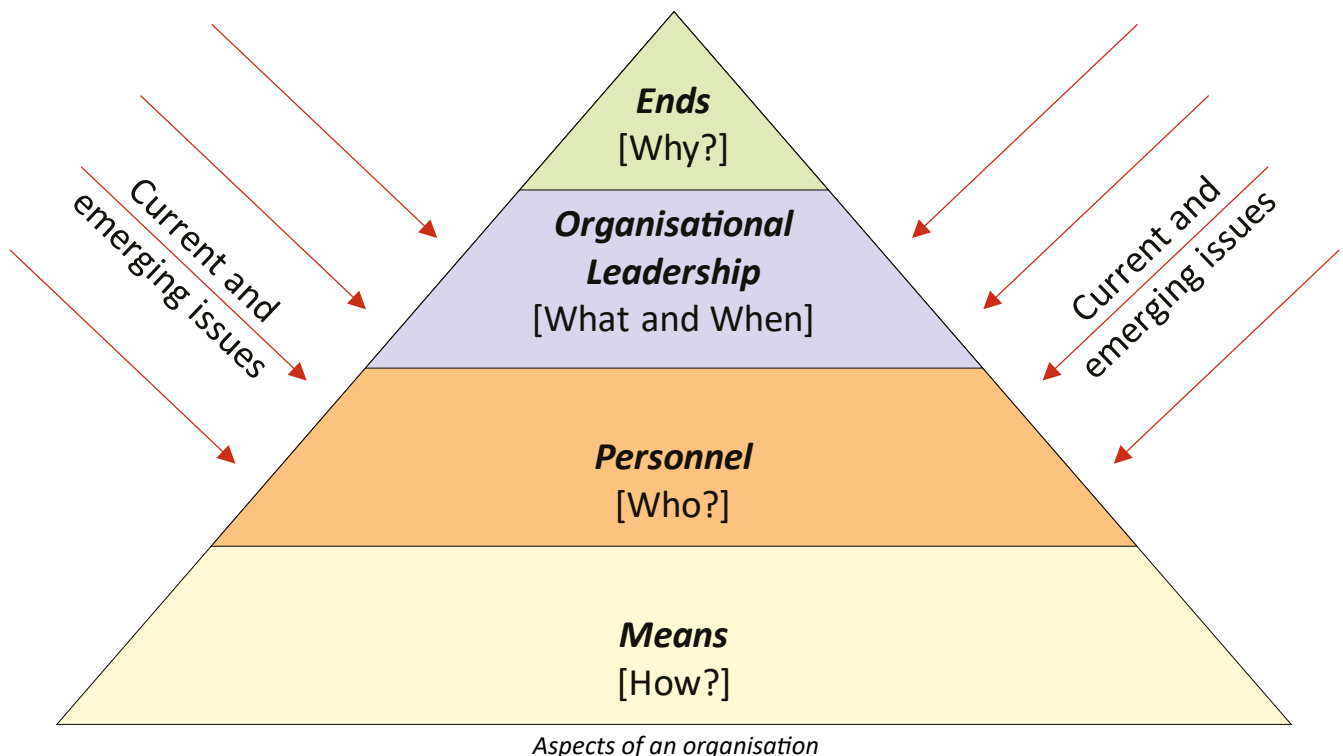 Ends
[Why?]
Organisational
Leadership
[What and When]
Current and
emerging issues
Current and
emerging issues
Personnel
[Who?]
Means
[How?]
Aspects of an organisation